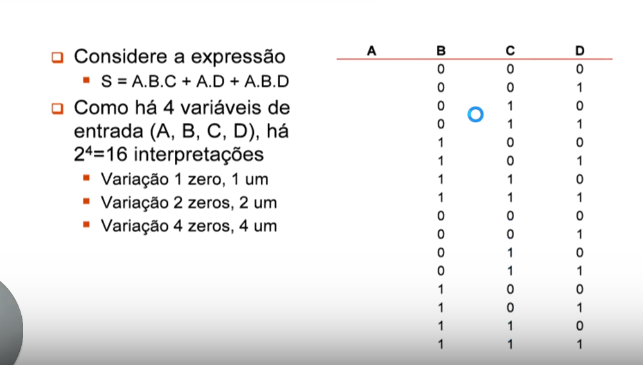 Considere a expressão
S = A.B.C + A.D + A.B.D
Como há 4 variáveis de
entrada (A, B, C, D), há
2⁴=16 interpretações
Variação 1 zero, 1 um
Variação 2 zeros, 2 um
Variação 4 zeros, 4 um
A B C D
0 0 0
0 0 1
0 1 0
0 1 1
1 0 0
1 0 1
1 1 0
1 1 1
0 0 0
0 0 1
0 1 0
0 1 1
1 0 0
1 0 1
1 1 0
1 1 1